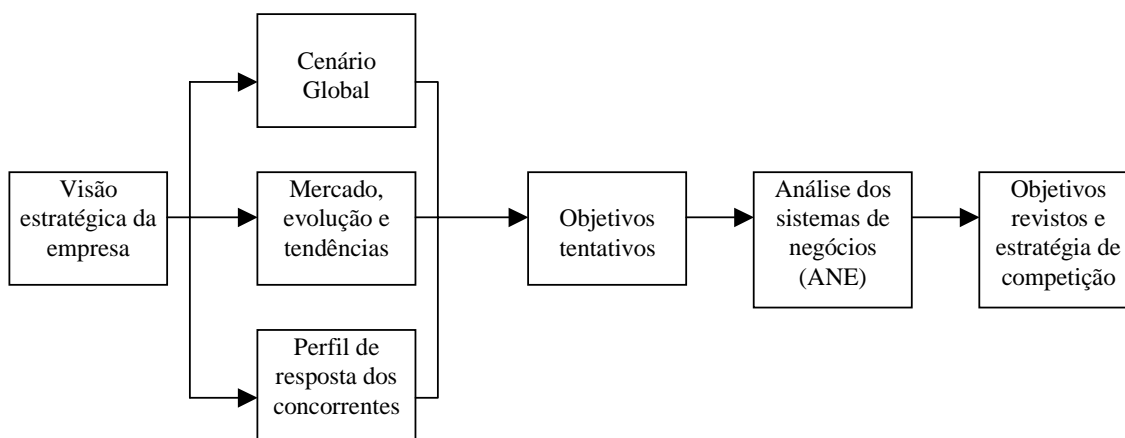 Cenário
Global
Visão
estratégica da
empresa
Mercado,
evolução e
tendências
Perfil de
resposta dos
concorrentes
Objetivos
tentativos
Análise dos
sistemas de
negócios
(ANE)
Objetivos
revistos e
estratégia de
competição